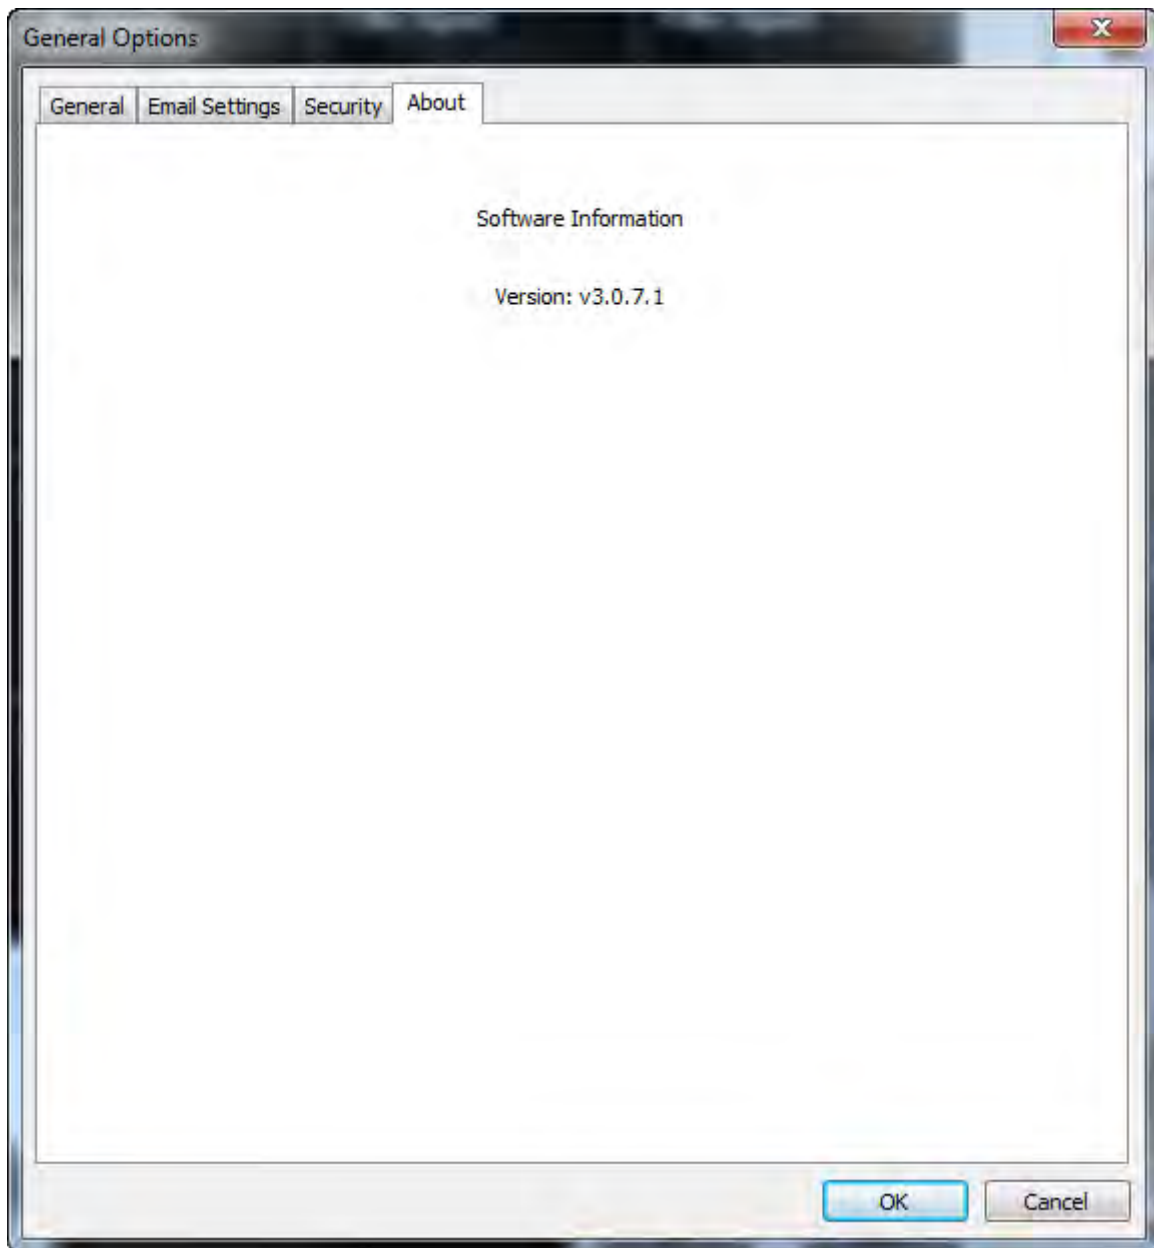 General Options
General Email Settings Security About
Software Information
Version: v3.0.7.1
OK Cancel